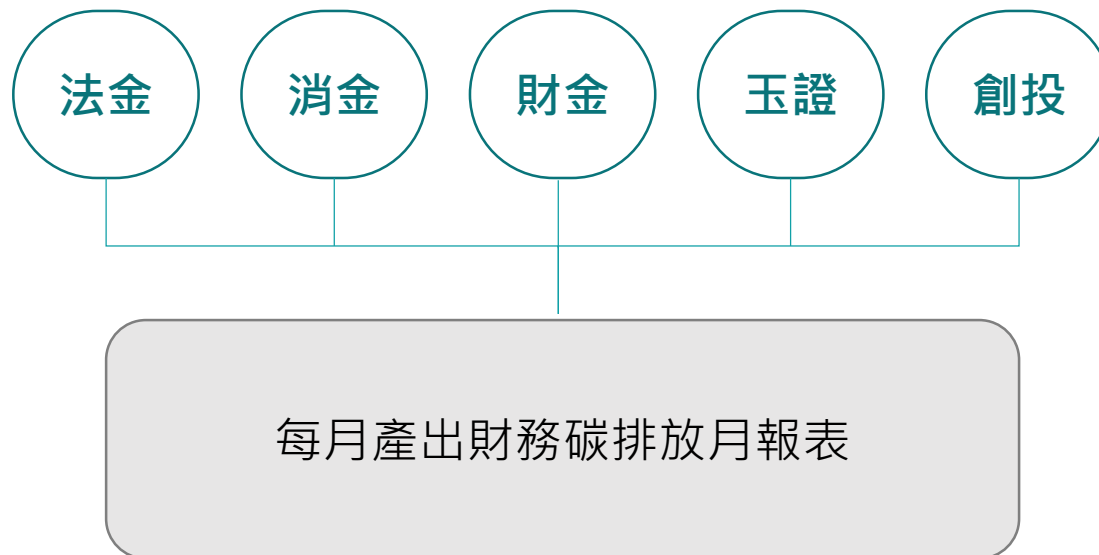 法金
消金
財金
玉證
創投
每月產出財務碳排放月報表